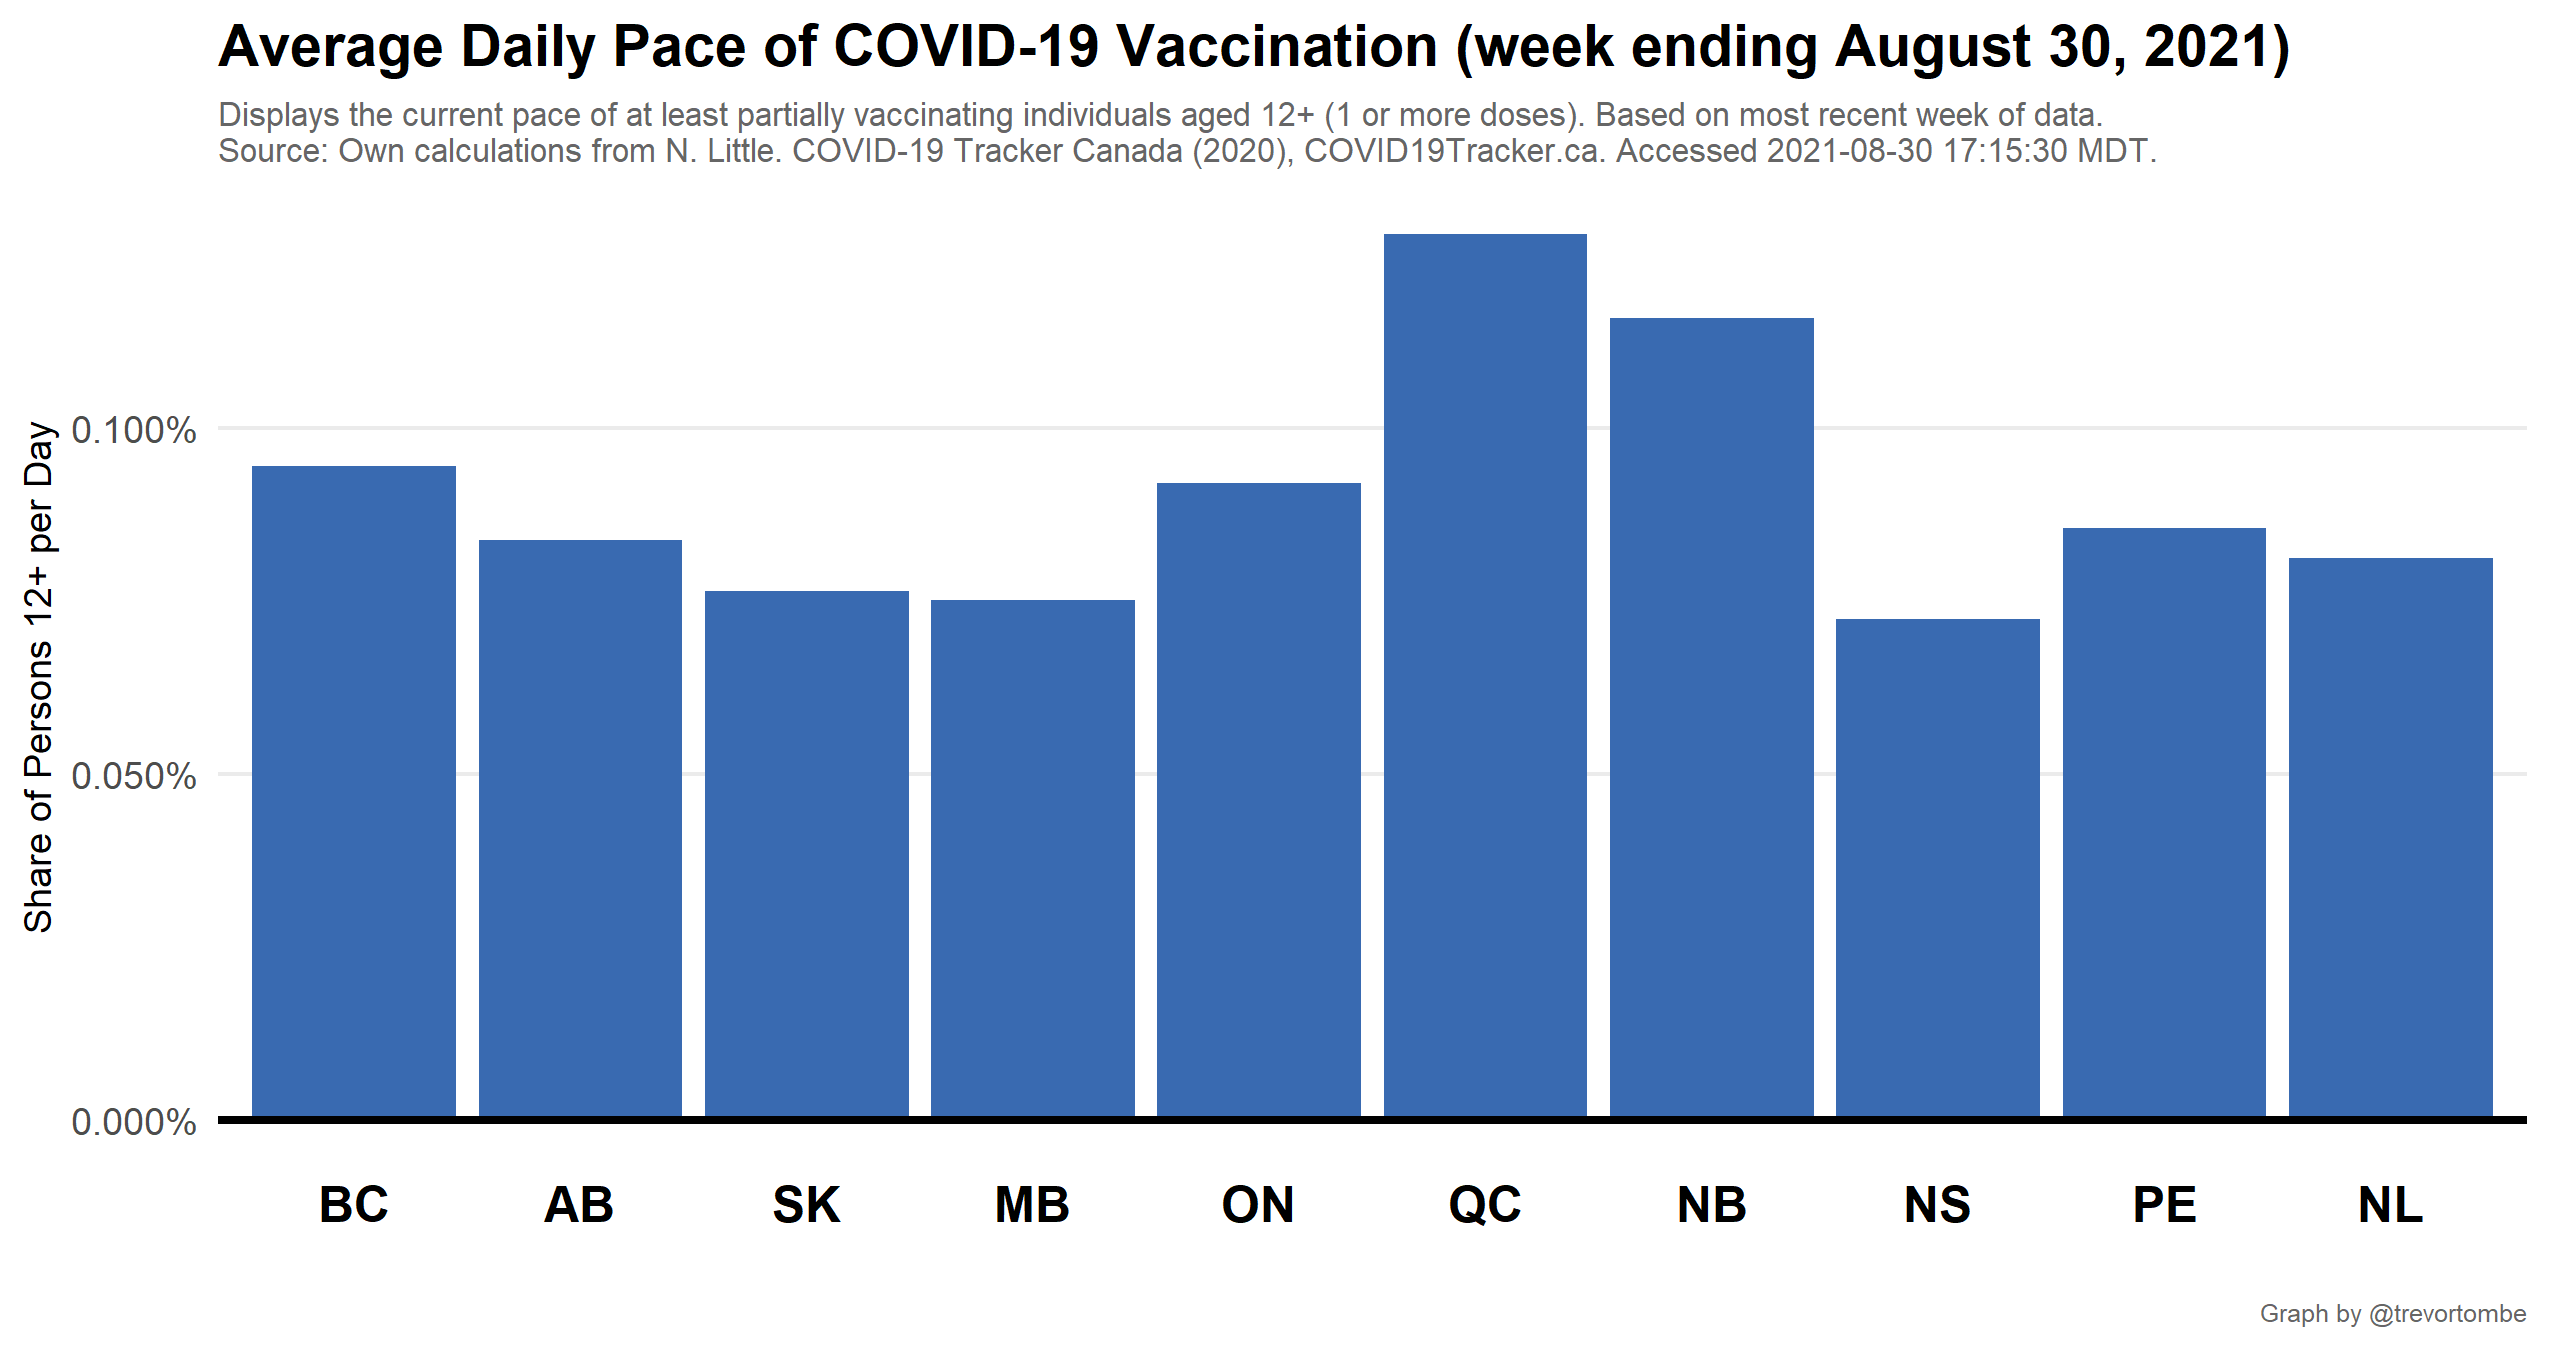 Average Daily Pace of COVID-19 Vaccination (week ending August 30, 2021)
Displays the current pace of at least partially vaccinating individuals aged 12+ (1 or more doses). Based on most recent week of data.
Source: Own calculations from N. Little. COVID-19 Tracker Canada (2020), COVID19Tracker.ca. Accessed 2021-08-30 17:15:30 MDT.
Share of Persons 12+ per Day
0.100%
0.050%
0.000%
BC AB SK MB ON QC NB NS PE NL
Graph by @trevortombe